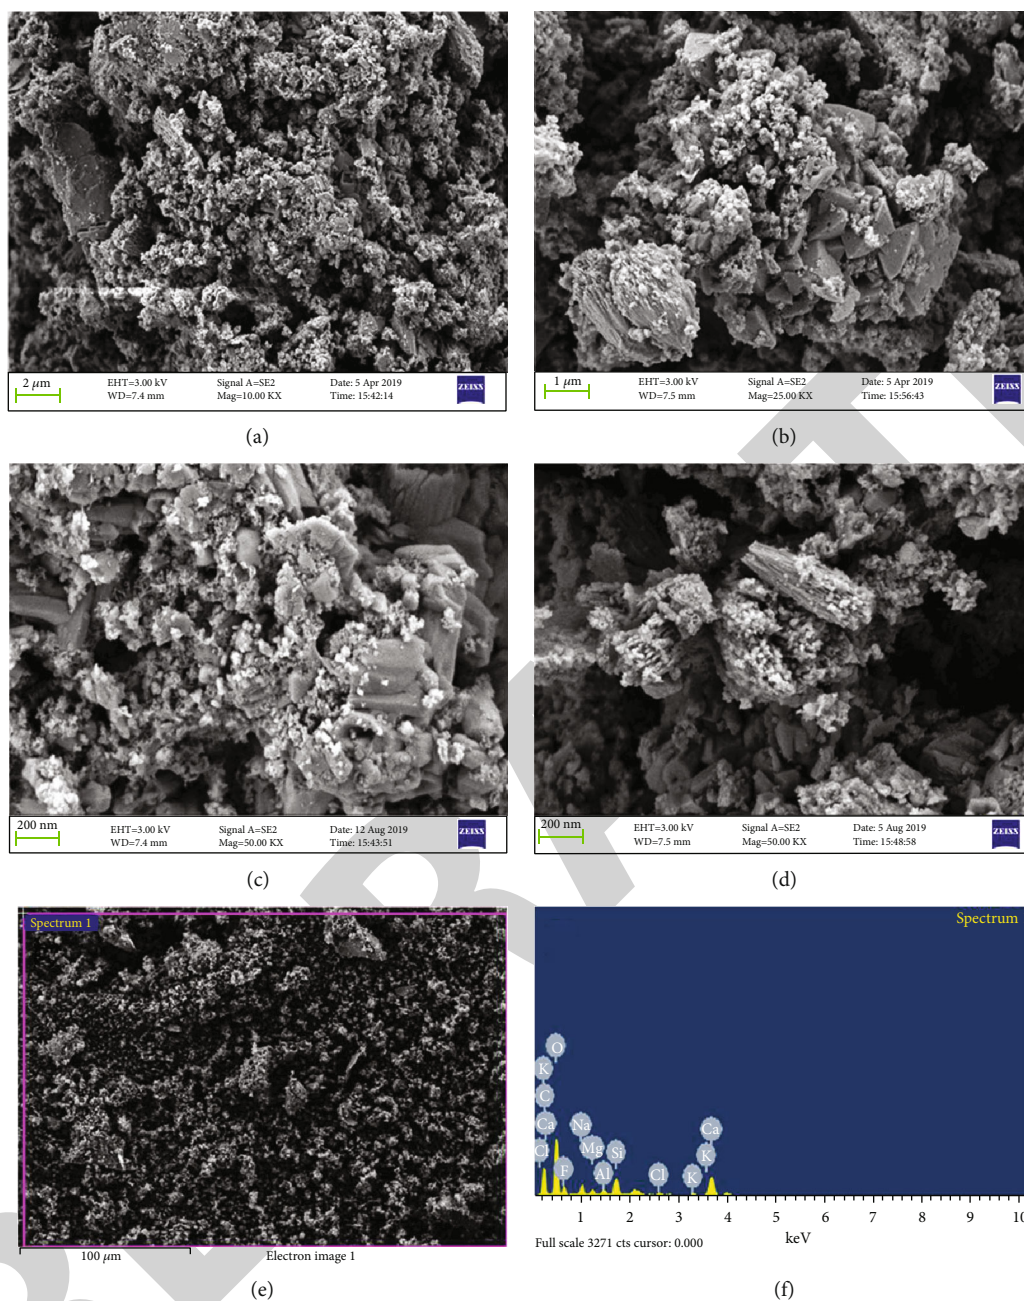 2 μm
EHT=3.00 kV
Signal A=SE2
Date: 5 Apr 2019
WD=7.4 mm
Mag=10.00 KX
Time: 15:42:14
ZEISS
(a)
1 μm
EHT=3.00 kV
Signal A=SE2
Date: 5 Apr 2019
WD=7.5 mm
Mag=25.00 KX
Time: 15:56:43
ZEISS
(b)
200 nm
EHT=3.00 kV
Signal A=SE2
Date: 12 Aug 2019
WD=7.4 mm
Mag=50.00 KX
Time: 15:43:51
ZEISS
(c)
200 nm
EHT=3.00 kV
Signal A=SE2
Date: 5 Aug 2019
WD=7.5 mm
Mag=50.00 KX
Time: 15:48:58
ZEISS
(d)
Spectrum 1
100 μm
Electron image 1
(e)
Spectrum
O
K
C
Ca
Cl
F
Na
Mg
Al
Si
Cl
K
Ca
K
1 2 3 4 5 6 7 8 9 10
Full scale 3271 cts cursor: 0.000
keV
(f)